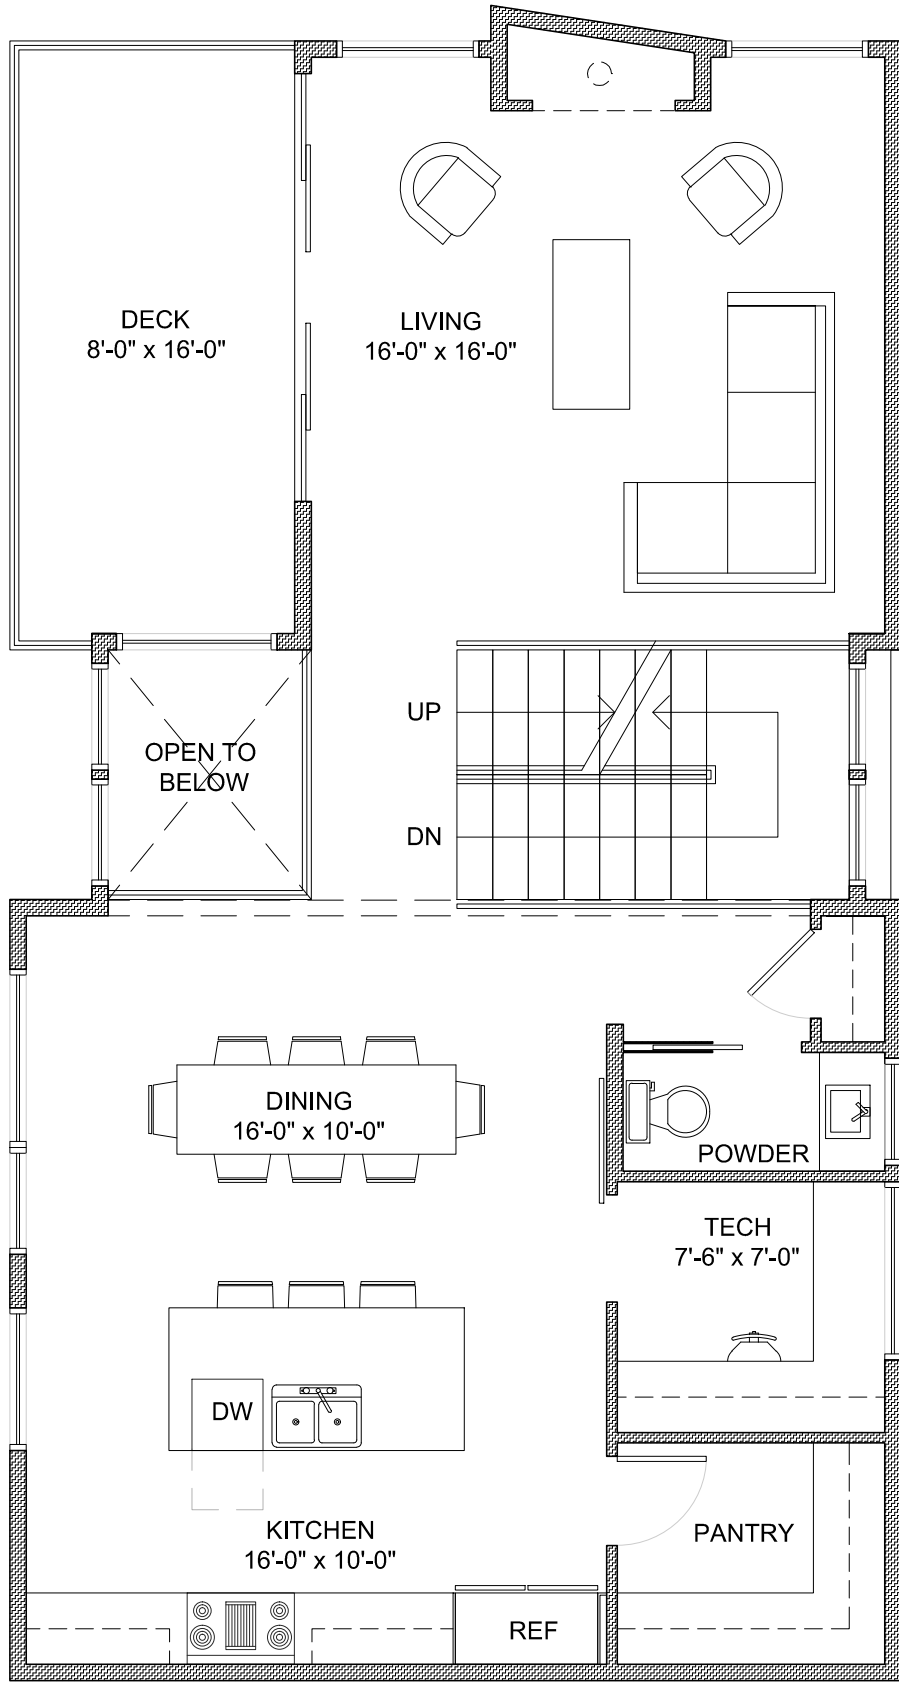 DECK
8'-0" x 16'-0"
LIVING
16'-0" x 16'-0"
UP
OPEN TO
BELOW
DN
DINING
16'-0" x 10'-0"
POWDER
TECH
7'-6" x 7'-0"
DW
KITCHEN
16'-0" x 10'-0"
PANTRY
REF